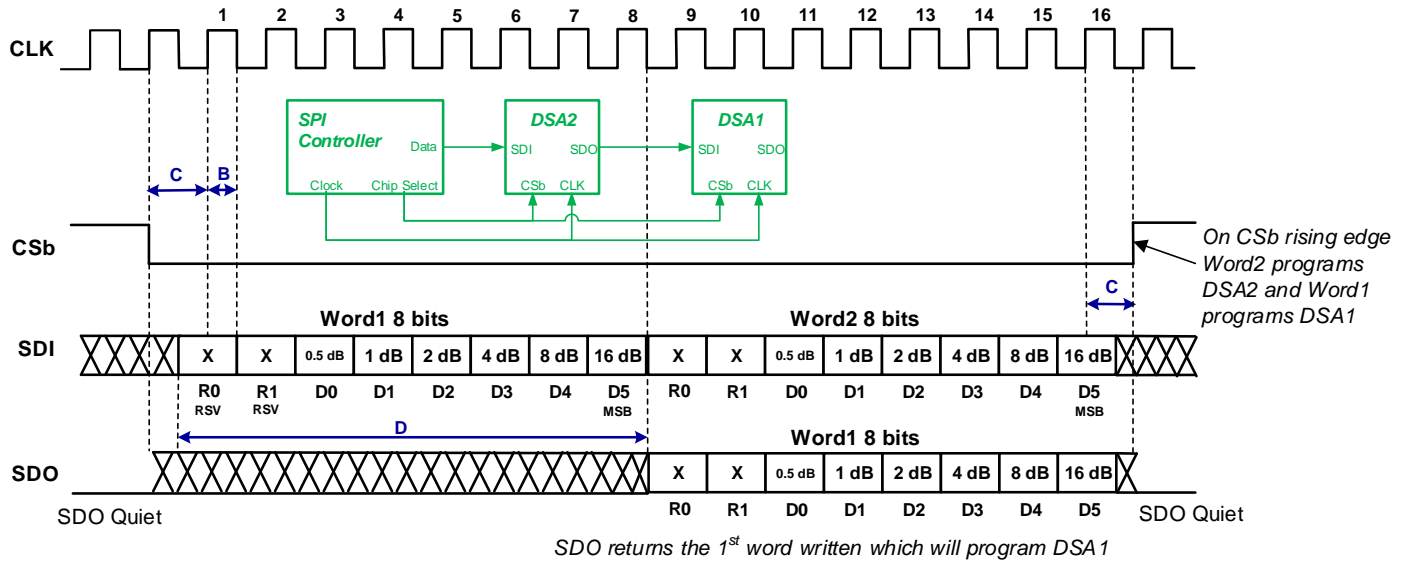 1 2 3 4 5 6 7 8 9 10 11 12 13 14 15 16
CLK
SPI
Controller
Data
Clock
Chip Select
DSA2
SDI
SDO
CSb
CLK
DSA1
SDI
SDO
CSb
CLK
C
B
CSb
On CSb rising edge
Word2 programs
DSA2 and Word1
programs DSA1
C
Word1 8 bits
Word2 8 bits
SDI
X X 0.5 dB 1 dB 2 dB 4 dB 8 dB 16 dB X X 0.5 dB 1 dB 2 dB 4 dB 8 dB 16 dB
R0 R1 D0 D1 D2 D3 D4 D5 R0 R1 D0 D1 D2 D3 D4 D5
RSV RSV MSB MSB
D
Word1 8 bits
SDO
X X 0.5 dB 1 dB 2 dB 4 dB 8 dB 16 dB
R0 R1 D0 D1 D2 D3 D4 D5
SDO Quiet
SDO Quiet
SDO returns the 1st word written which will program DSA1